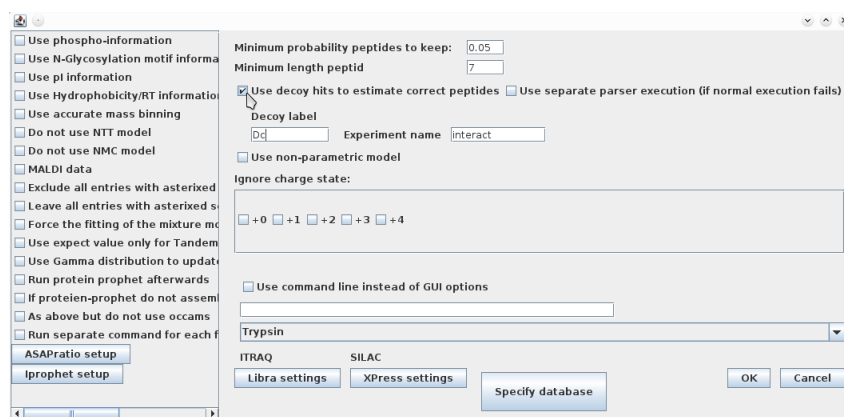 Use phospho-information
Use N-Glycosylation motif informa
Use pI information
Use Hydrophobicity/RT information
Use accurate mass binning
Do not use NTT model
Do not use NMC model
MALDI data
Exclude all entries with asterixed
Leave all entries with asterixed s
Force the fitting of the mixture mo
Use expect value only for Tandem
Use Gamma distribution to update
Run protein prophet afterwards
If proteien-prophet do not assembl
As above but do not use occams
Run separate command for each f
ASAPratio setup
Iprophet setup
Minimum probability peptides to keep: 0.05
Minimum length peptid 7
Use decoy hits to estimate correct peptides Use separate parser execution (if normal execution fails)
Decoy label
Dc Experiment name interact
Use non-parametric model
Ignore charge state:
+0 +1 +2 +3 +4
Use command line instead of GUI options
Trypsin
ITRAQ SILAC
Libra settings XPress settings Specify database OK Cancel